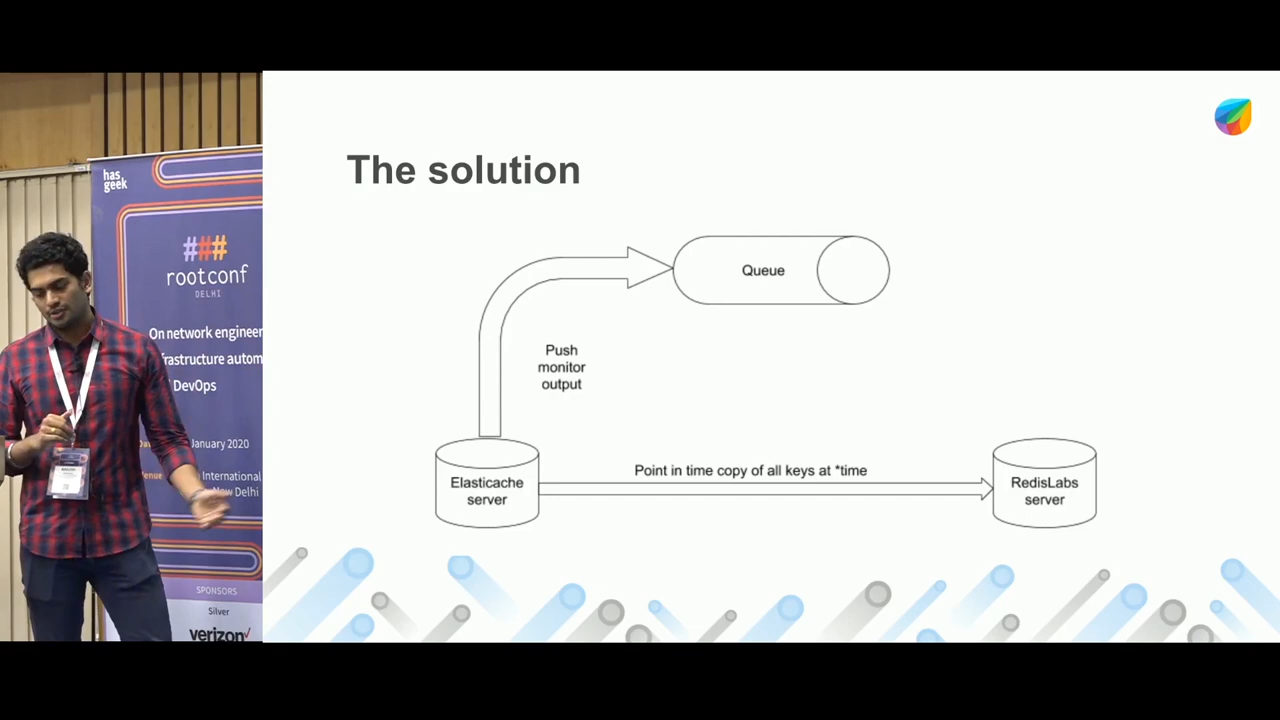 has
geek
###
rootconf
DELHI
On network engineer
frastructure autom
DevOps
January 2020
International
New Delhi
SPONSORS
Silver
verizon
The solution
Queue
Push
monitor
output
Elasticache
server
Point in time copy of all keys at *time
RedisLabs
server